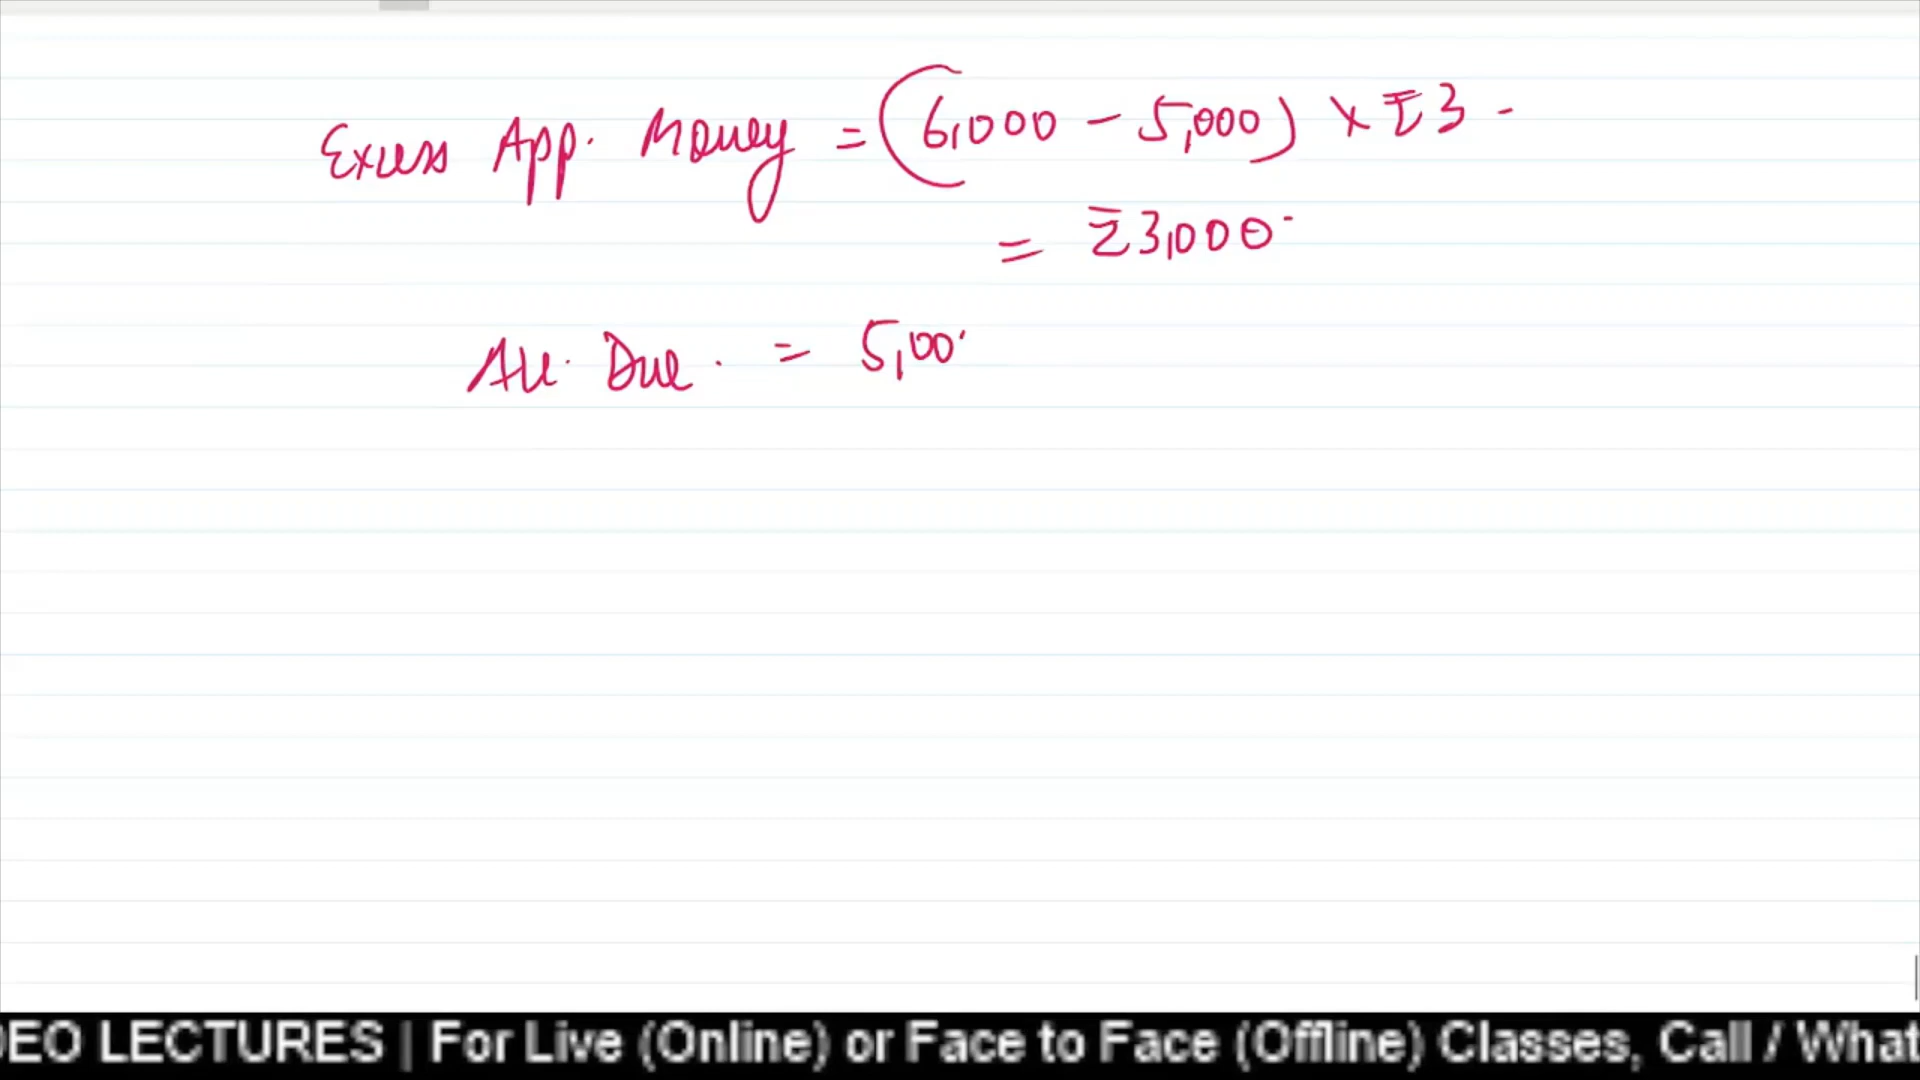 Excess App. Money = (6,000 - 5,000) × ₹3
= ₹3,000
All. Due = 5,00
DEO LECTURES | For Live (Online) or Face to Face (Offline) Classes, Call / What